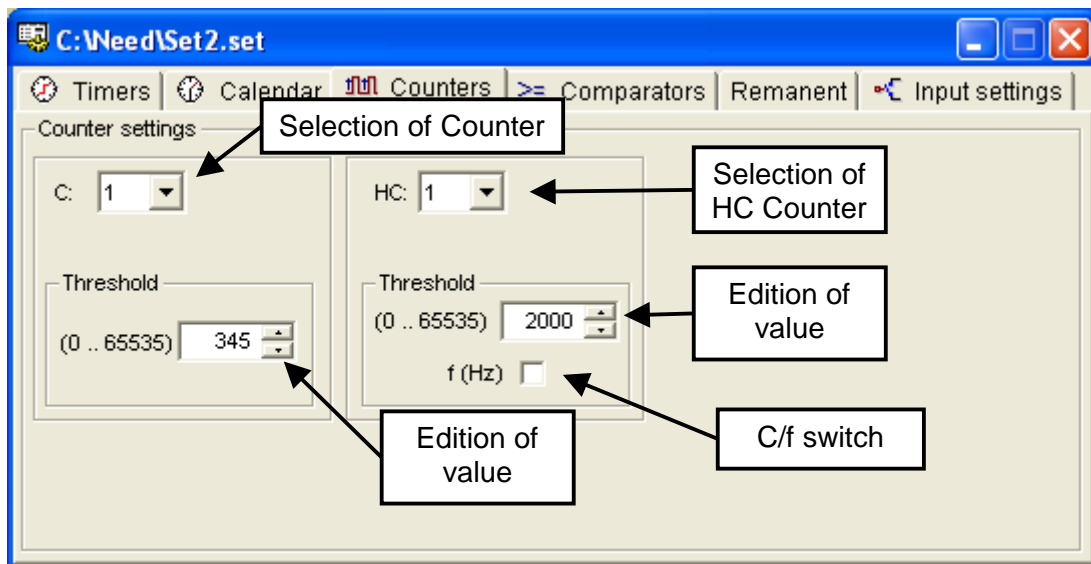 C:\Need\Set2.set
Timers Calendar Counters >= Comparators Remanent Input settings
Counter settings
Selection of Counter
C: 1
HC: 1
Selection of
HC Counter
Threshold
(0 .. 65535) 345
Threshold
(0 .. 65535) 2000
f (Hz)
Edition of
value
Edition of
value
C/f switch